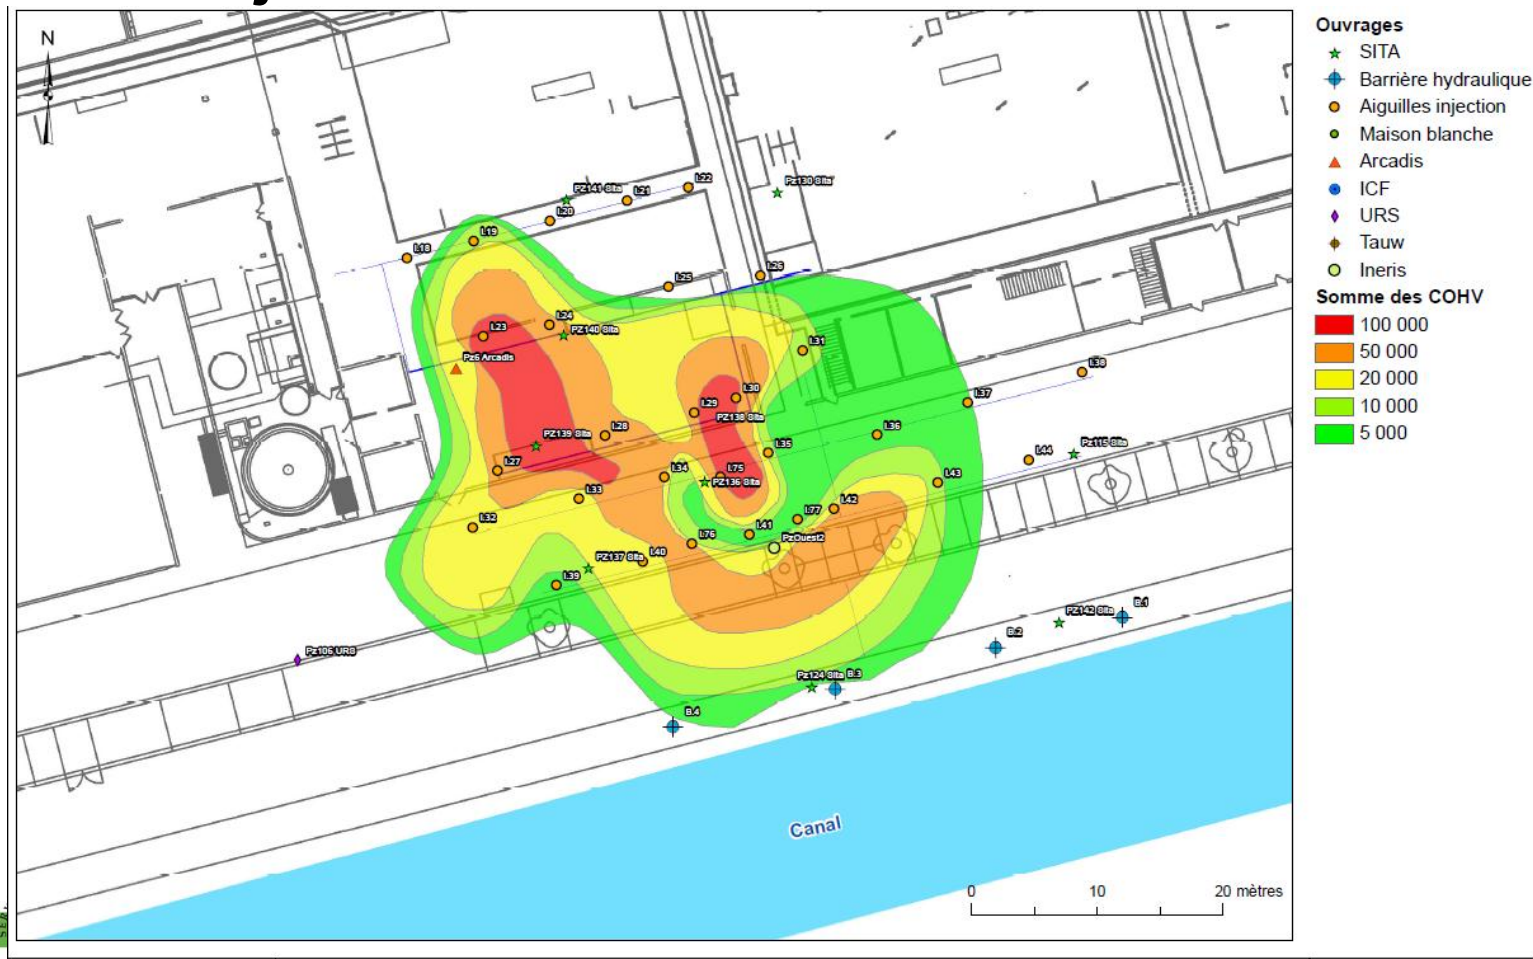 N
I.22
PZ141 Sita
I.21
Pz130 Sita
I.20
I.19
I.18
I.26
I.25
I.24
I.23
PZ140 Sita
I.31
Pz6 Arcadis
I.38
I.37
I.30
I.29
PZ138 Sita
I.28
I.36
PZ139 Sita
Pz115 Sita
I.35
I.44
I.27
I.34
I.75
I.43
PZ136 Sita
I.33
I.42
I.77
I.32
I.41
PzOuest2
I.76
I.40
PZ137 Sita
I.39
B.1
PZ142 Sita
B.2
Pz106 URS
Pz124 Sita
B.3
B.4
Canal
0 10 20 mètres
Ouvrages
SITA
Barrière hydraulique
Aiguilles injection
Maison blanche
Arcadis
ICF
URS
Tauw
Ineris
Somme des COHV
100 000
50 000
20 000
10 000
5 000